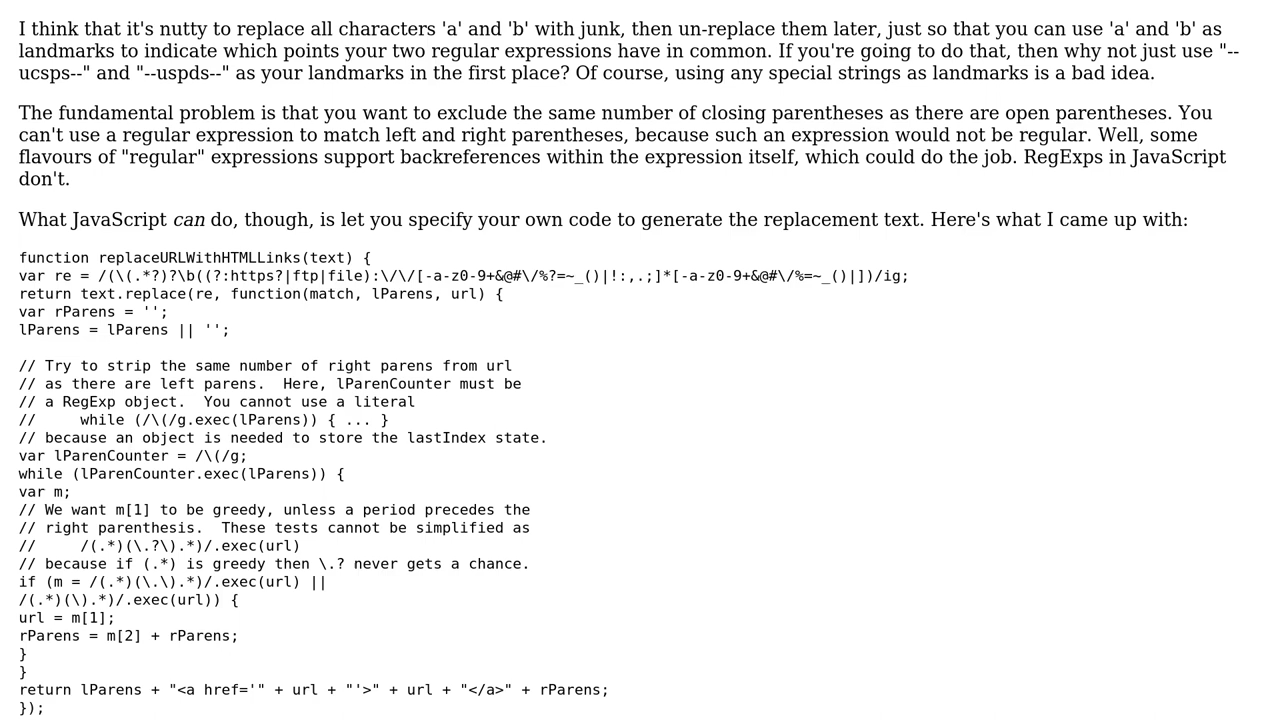 I think that it's nutty to replace all characters 'a' and 'b' with junk, then un-replace them later, just so that you can use 'a' and 'b' as
landmarks to indicate which points your two regular expressions have in common. If you're going to do that, then why not just use "--
ucsps--" and "--uspds--" as your landmarks in the first place? Of course, using any special strings as landmarks is a bad idea.
The fundamental problem is that you want to exclude the same number of closing parentheses as there are open parentheses. You
can't use a regular expression to match left and right parentheses, because such an expression would not be regular. Well, some
flavours of "regular" expressions support backreferences within the expression itself, which could do the job. RegExps in JavaScript
don't.
What JavaScript can do, though, is let you specify your own code to generate the replacement text. Here's what I came up with:
function replaceURLWithHTMLLinks(text) {
var re = /(\(.*?)?\b((?:https?|ftp|file):\/\/[-a-z0-9+&@#\/%?=~_()|!:,.;]*[-a-z0-9+&@#\/%=~_()|])/ig;
return text.replace(re, function(match, lParens, url) {
var rParens = '';
lParens = lParens || '';
// Try to strip the same number of right parens from url
// as there are left parens.  Here, lParenCounter must be
// a RegExp object.  You cannot use a literal
//     while (/\(/g.exec(lParens)) { ... }
// because an object is needed to store the lastIndex state.
var lParenCounter = /\(/g;
while (lParenCounter.exec(lParens)) {
var m;
// We want m[1] to be greedy, unless a period precedes the
// right parenthesis.  These tests cannot be simplified as
//     /(.*)(\.?\).*)/.exec(url)
// because if (.*) is greedy then \.? never gets a chance.
if (m = /(.*)(\.\).*)/.exec(url) ||
/(.*)(\).*)/.exec(url)) {
url = m[1];
rParens = m[2] + rParens;
}
}
return lParens + "<a href='" + url + "'>" + url + "</a>" + rParens;
});